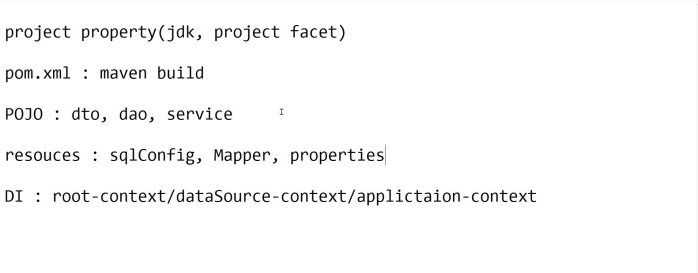 project property(jdk, project facet)
pom.xml : maven build
POJO : dto, dao, service
resouces : sqlConfig, Mapper, properties
DI : root-context/dataSource-context/applictaion-context